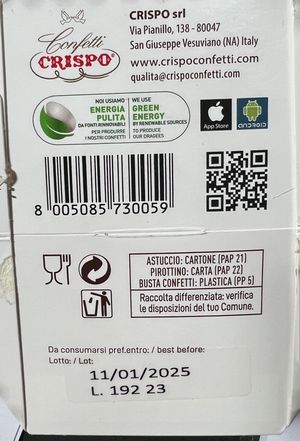 Confetti
CRISPO®
CRISPO srl
Via Pianillo, 138 - 80047
San Giuseppe Vesuviano (NA) Italy
www.crispoconfetti.com
qualita@crispoconfetti.com
NOI USIAMO
ENERGIA
PULITA
DA FONTI RINNOVABILI
PER PRODURRE
I NOSTRI CONFETTI
WE USE
GREEN
ENERGY
BY RENEWABLE SOURCES
TO PRODUCE
OUR DRAGEES
App Store
ANDROID
8 005085 730059
ASTUCCIO: CARTONE (PAP 21)
PIROTTINO: CARTA (PAP 22)
BUSTA CONFETTI: PLASTICA (PP 5)
Raccolta differenziata: verifica
le disposizioni del tuo Comune.
Da consumarsi pref.entro: / best before:
Lotto: / Lot:
11/01/2025
L. 192 23